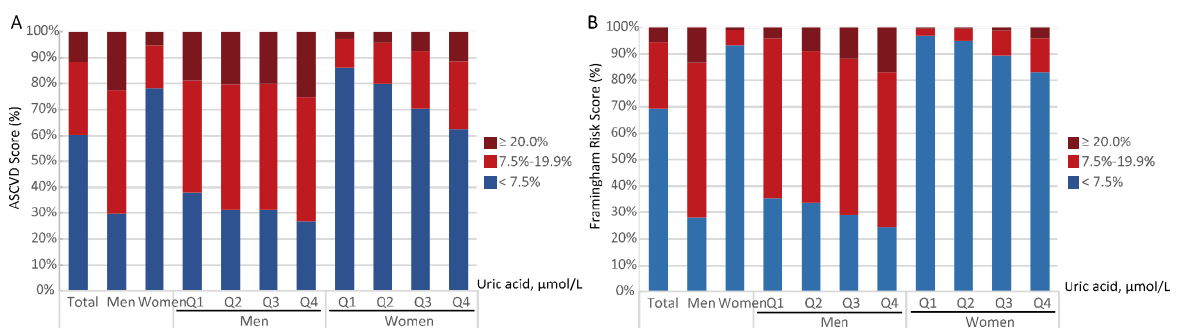 A
ASCVD Score (%)
100%
90%
80%
70%
60%
50%
40%
30%
20%
10%
0%
Total Men Women Q1 Q2 Q3 Q4 Q1 Q2 Q3 Q4
Men Women
Uric acid, μmol/L
≥ 20.0%
7.5%-19.9%
< 7.5%
B
Framingham Risk Score (%)
100%
90%
80%
70%
60%
50%
40%
30%
20%
10%
0%
Total Men Women Q1 Q2 Q3 Q4 Q1 Q2 Q3 Q4
Men Women
Uric acid, μmol/L
≥ 20.0%
7.5%-19.9%
< 7.5%